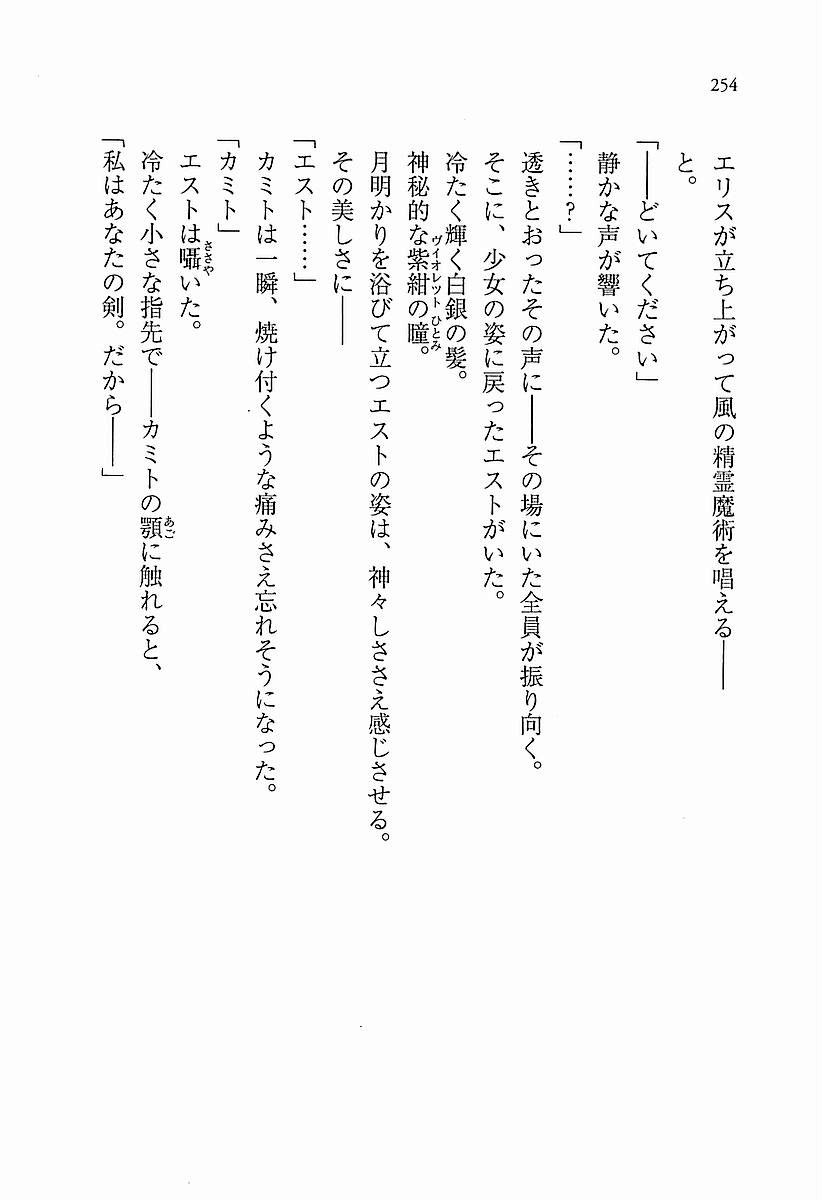 254
エリスが立ち上がって風の精霊魔術を唱える――
と。
「――どいてください」
静かな声が響いた。
「……?」
透きとおったその声に――その場にいた全員が振り向く。
そこに、少女の姿に戻ったエストがいた。
冷たく輝く白銀の髪。
神秘的な紫紺の瞳。
ヴィオレット ひとみ
月明かりを浴びて立つエストの姿は、神々しささえ感じさせる。
その美しさに――
「エスト……」
カミトは一瞬、焼け付くような痛みさえ忘れそうになった。
「カミト」
エストは囁いた。
ささや
冷たく小さな指先で――カミトの顎に触れると、
あご
「私はあなたの剣。だから――」